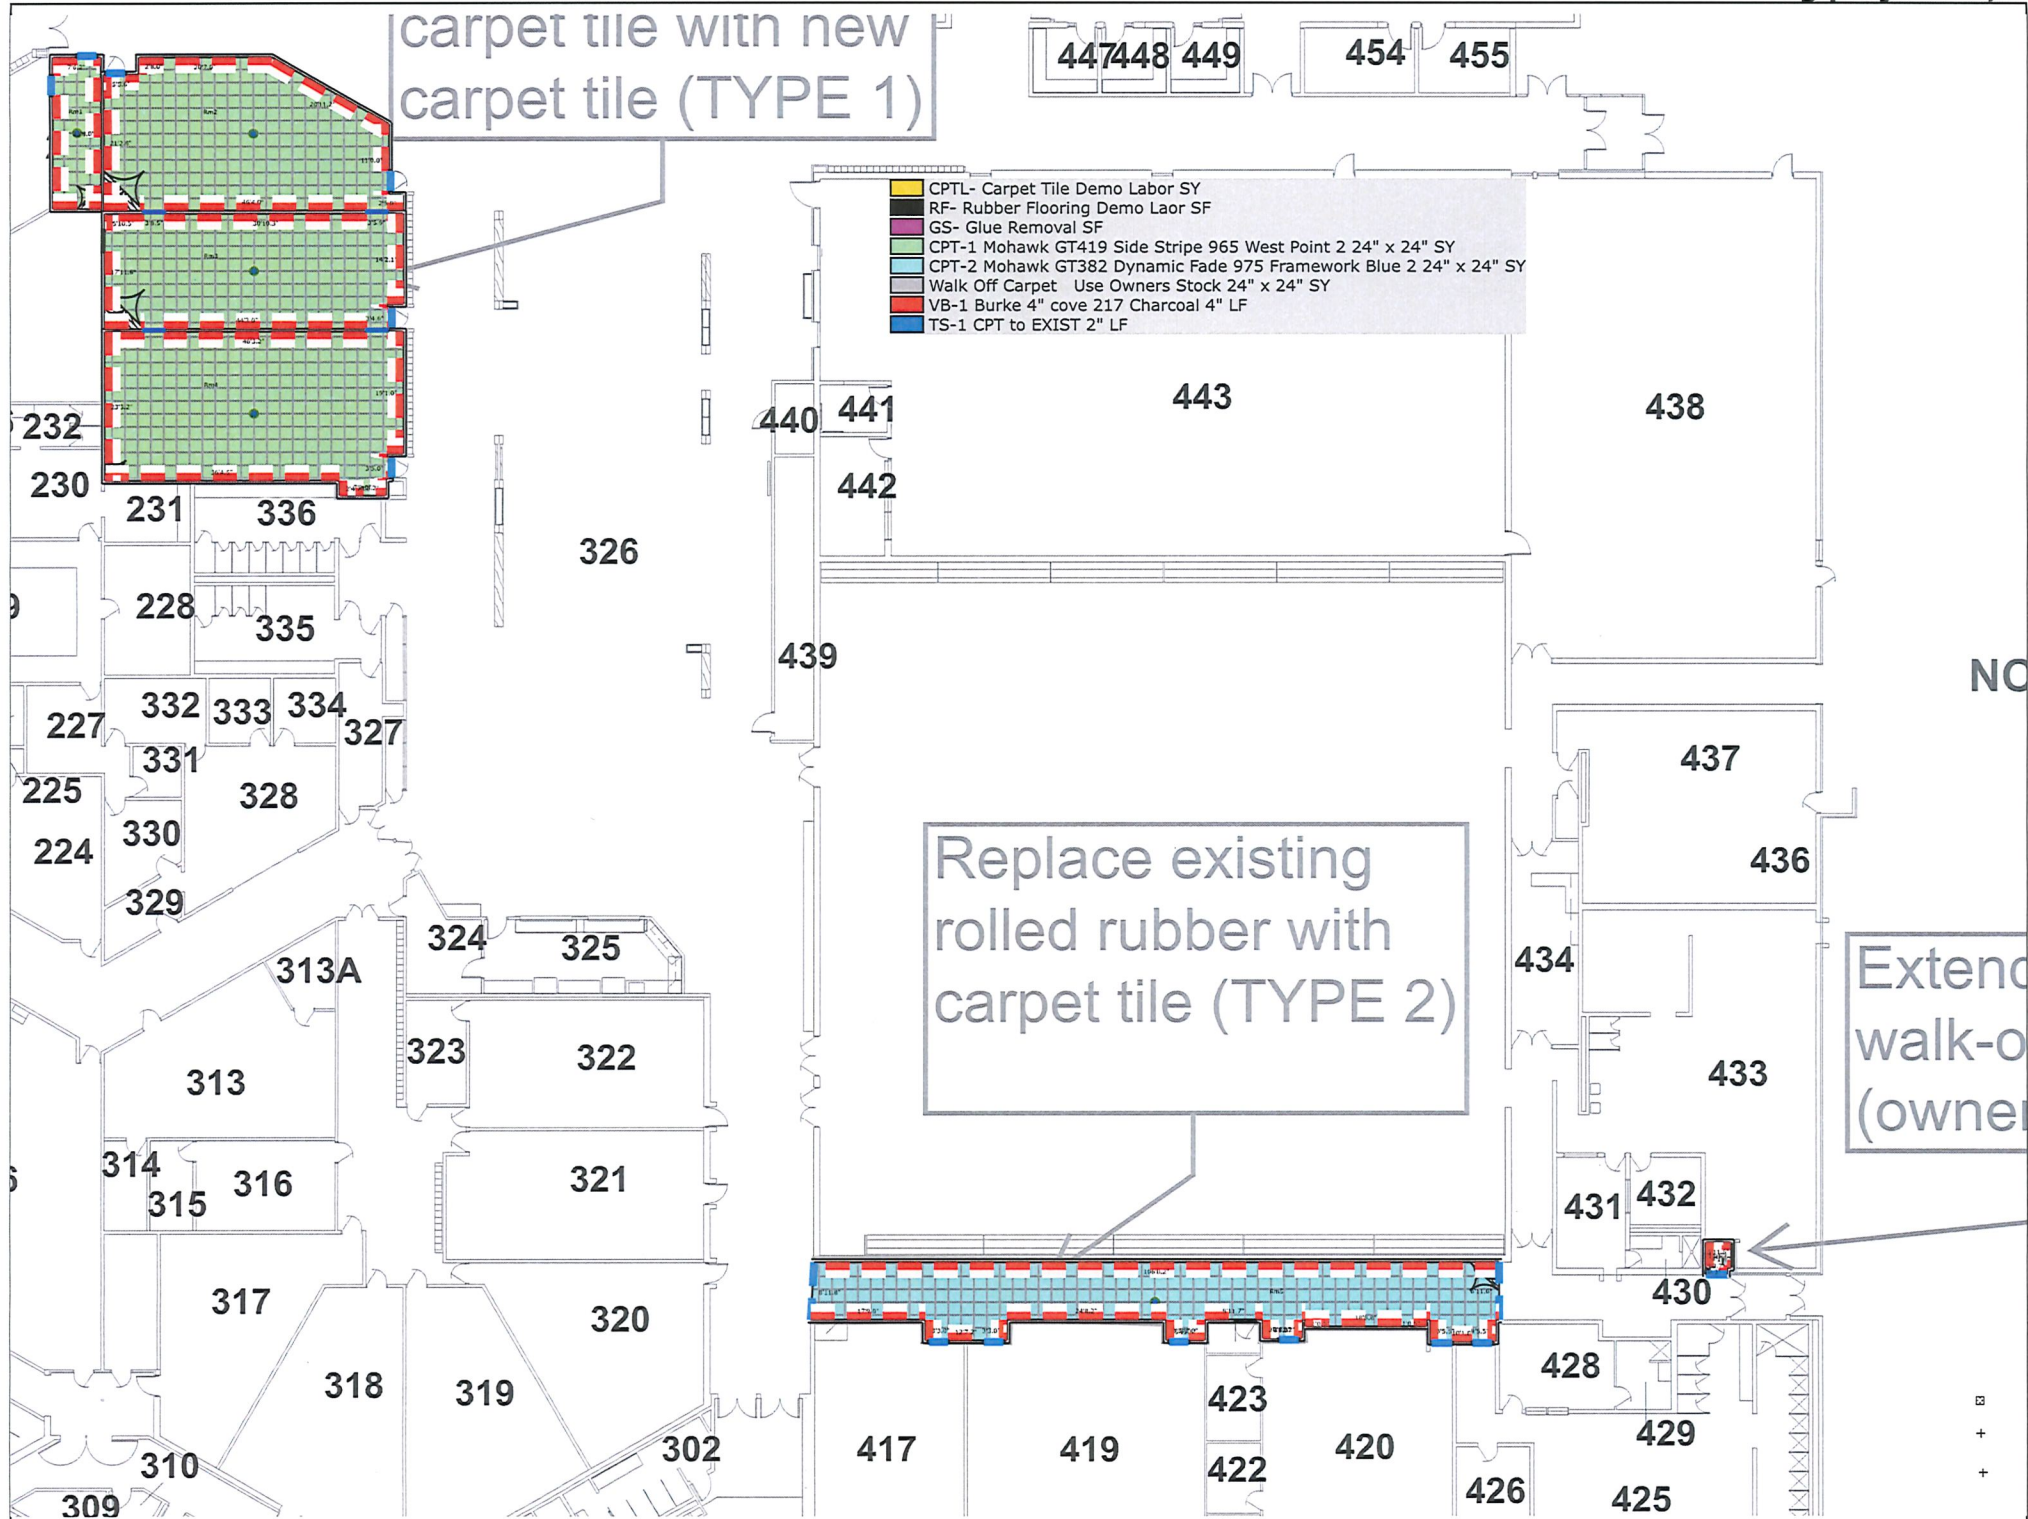 carpet tile with new
carpet tile (TYPE 1)
447
448
449
454
455
CPTL- Carpet Tile Demo Labor SY
RF- Rubber Flooring Demo Laor SF
GS- Glue Removal SF
CPT-1 Mohawk GT419 Side Stripe 965 West Point 2 24" x 24" SY
CPT-2 Mohawk GT382 Dynamic Fade 975 Framework Blue 2 24" x 24" SY
Walk Off Carpet Use Owners Stock 24" x 24" SY
VB-1 Burke 4" cove 217 Charcoal 4" LF
TS-1 CPT to EXIST 2" LF
Rm1
Rm2
Rm3
Rm4
232
230
231
336
440
441
443
438
442
326
228
335
439
NO
227
332
333
334
327
331
225
328
330
224
329
437
436
Replace existing
rolled rubber with
carpet tile (TYPE 2)
324
325
313A
434
Extend
walk-o
(owner
323
322
313
433
314
315
316
321
431
432
317
320
430
318
319
428
423
302
417
419
420
429
310
422
426
425
309